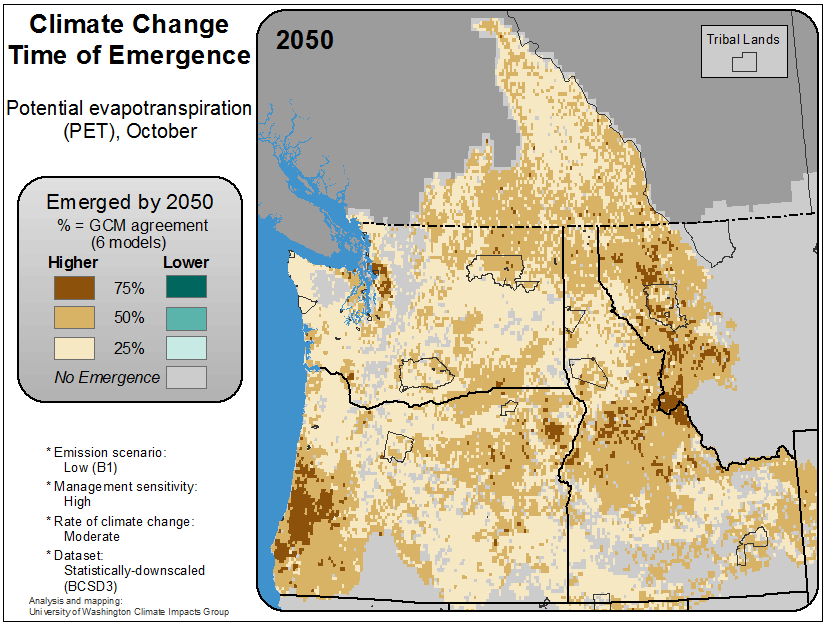 Climate Change
Time of Emergence
Potential evapotranspiration
(PET), October
Emerged by 2050
% = GCM agreement
(6 models)
Higher Lower
75%
50%
25%
No Emergence
* Emission scenario:
Low (B1)
* Management sensitivity:
High
* Rate of climate change:
Moderate
* Dataset:
Statistically-downscaled
(BCSD3)
Analysis and mapping:
University of Washington Climate Impacts Group
2050
Tribal Lands